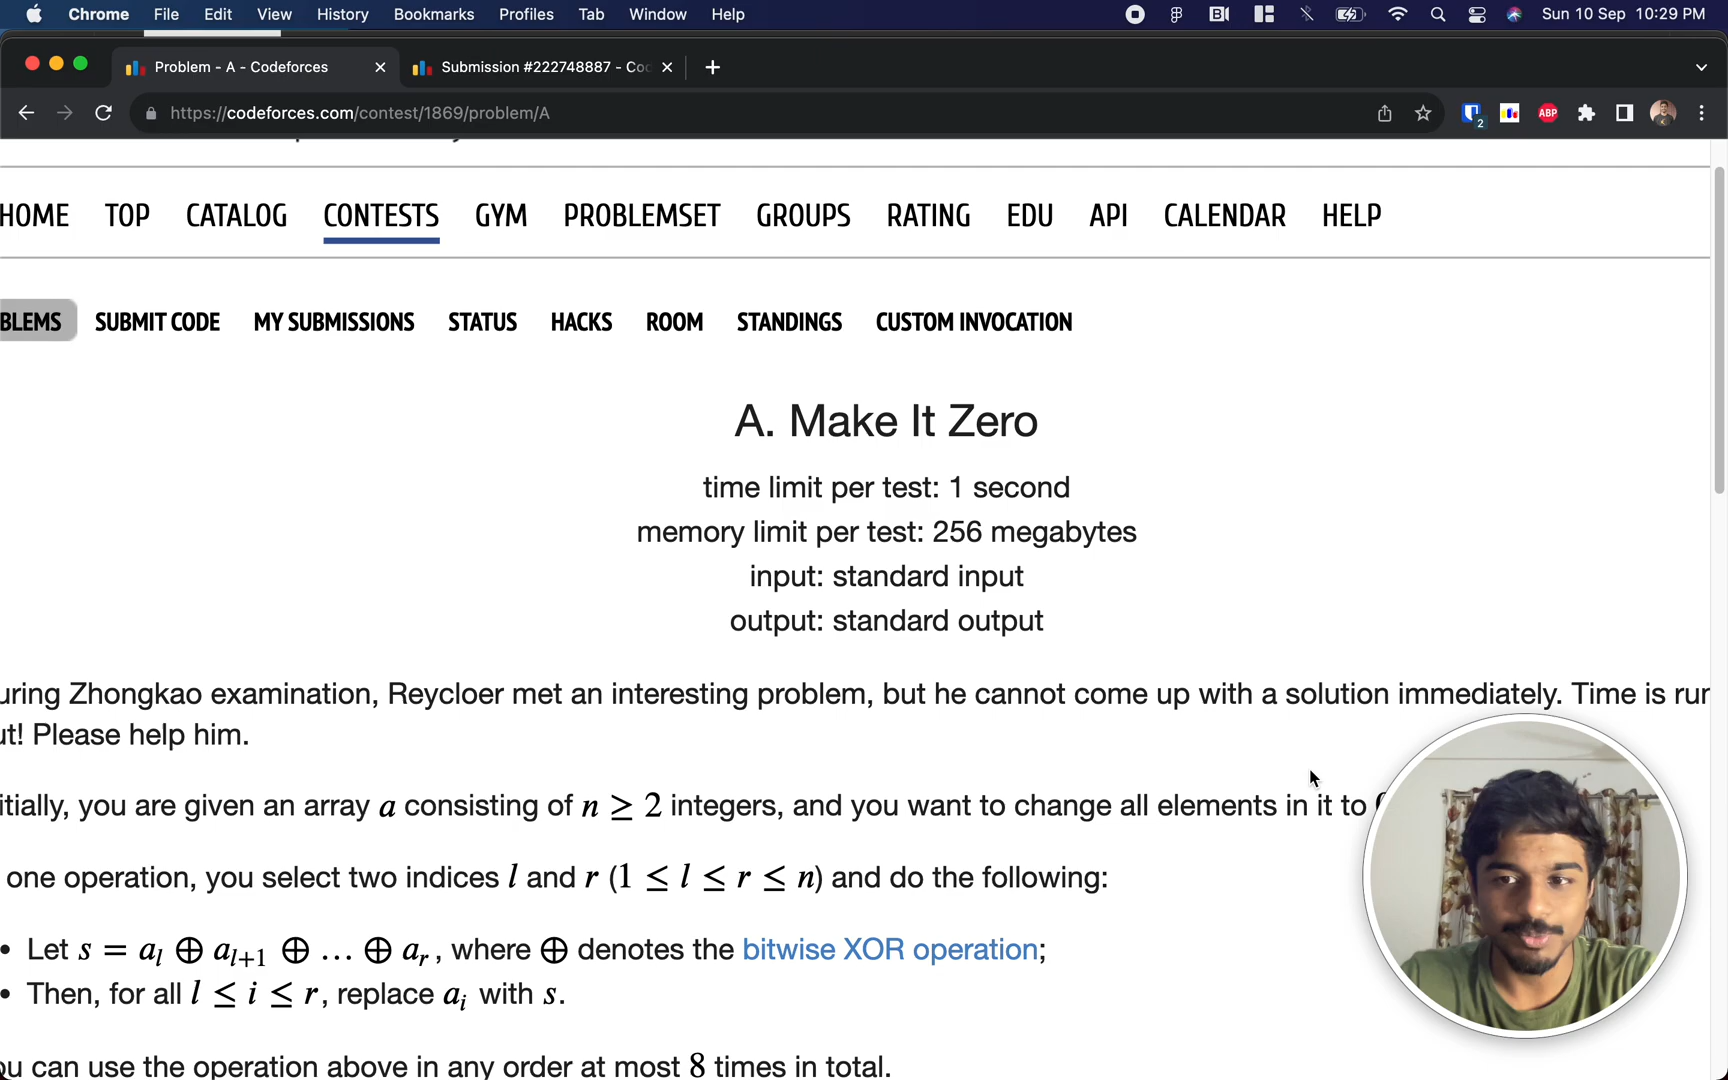 Chrome File Edit View History Bookmarks Profiles Tab Window Help Sun 10 Sep 10:29 PM
Problem - A - Codeforces Submission #222748887 - Co
https://codeforces.com/contest/1869/problem/A 2 ABP
HOME TOP CATALOG CONTESTS GYM PROBLEMSET GROUPS RATING EDU API CALENDAR HELP
BLEMS SUBMIT CODE MY SUBMISSIONS STATUS HACKS ROOM STANDINGS CUSTOM INVOCATION
A. Make It Zero
time limit per test: 1 second
memory limit per test: 256 megabytes
input: standard input
output: standard output
uring Zhongkao examination, Reycloer met an interesting problem, but he cannot come up with a solution immediately. Time is rur
ut! Please help him.
itially, you are given an array a consisting of n ≥ 2 integers, and you want to change all elements in it to
one operation, you select two indices l and r (1 ≤ l ≤ r ≤ n) and do the following:
• Let s = a_l ⊕ a_{l+1} ⊕ … ⊕ a_r, where ⊕ denotes the bitwise XOR operation;
• Then, for all l ≤ i ≤ r, replace a_i with s.
ou can use the operation above in any order at most 8 times in total.